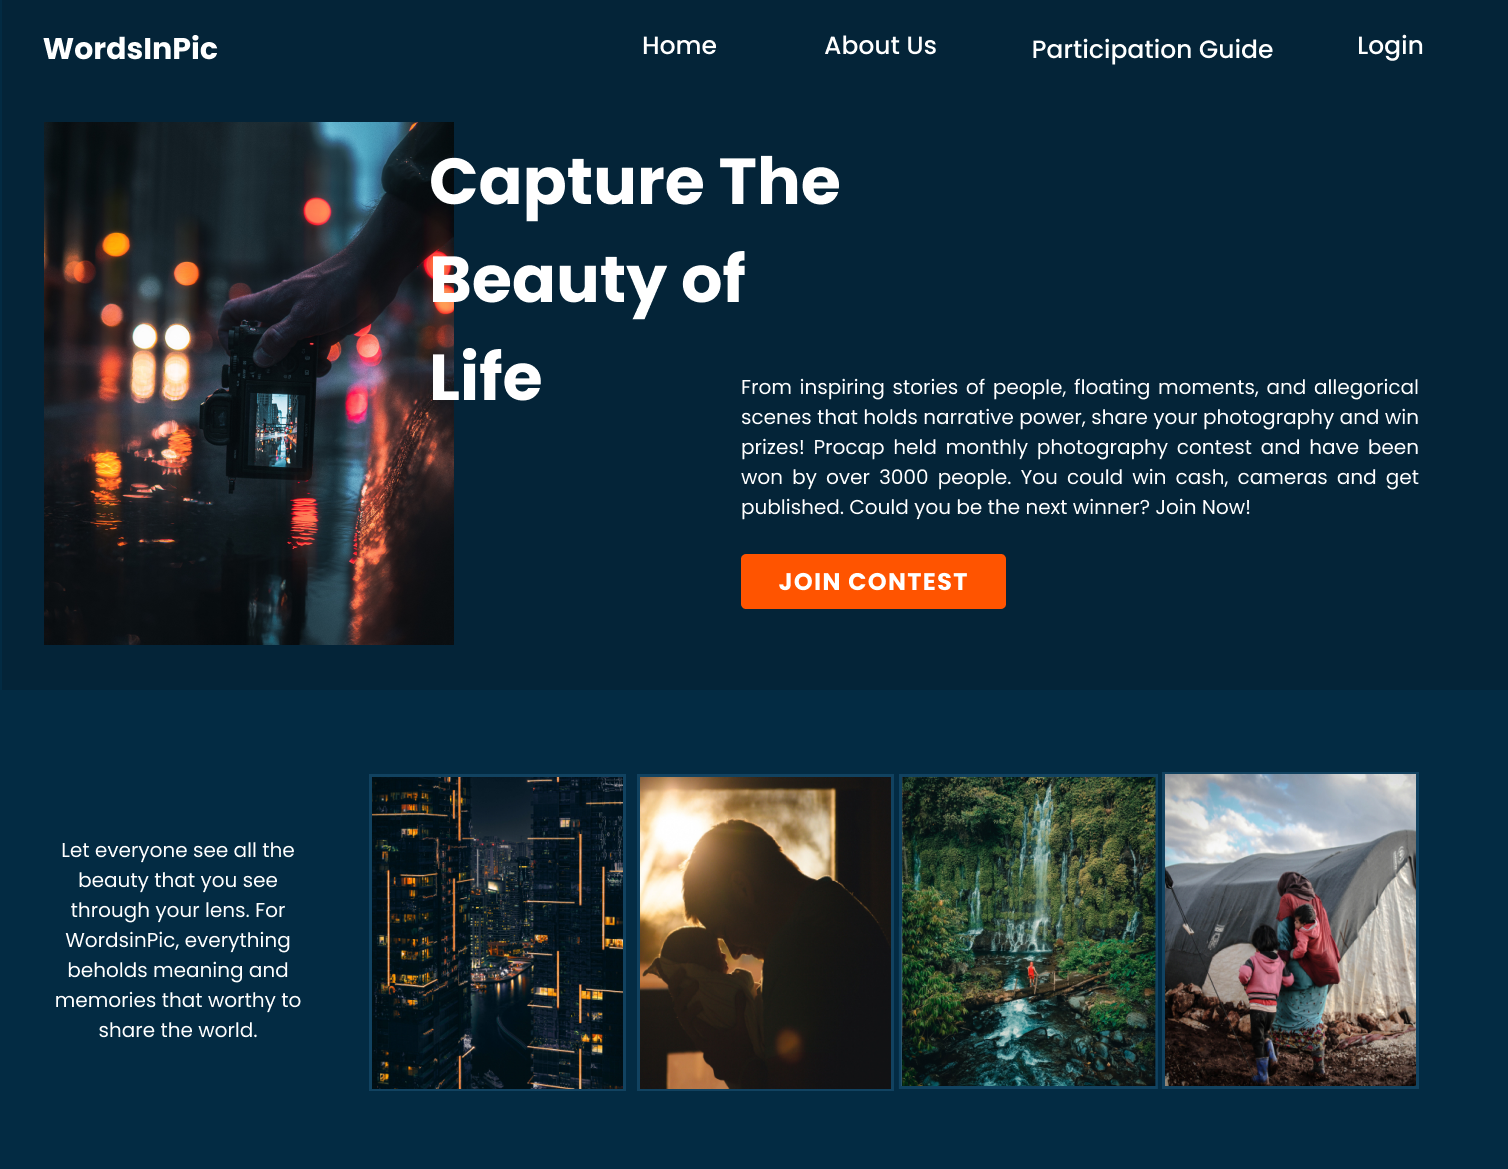 WordsInPic
Home
About Us
Participation Guide
Login
Capture The
Beauty of
Life
From inspiring stories of people, floating moments, and allegorical
scenes that holds narrative power, share your photography and win
prizes! Procap held monthly photography contest and have been
won by over 3000 people. You could win cash, cameras and get
published. Could you be the next winner? Join Now!
JOIN CONTEST
Let everyone see all the
beauty that you see
through your lens. For
WordsinPic, everything
beholds meaning and
memories that worthy to
share the world.